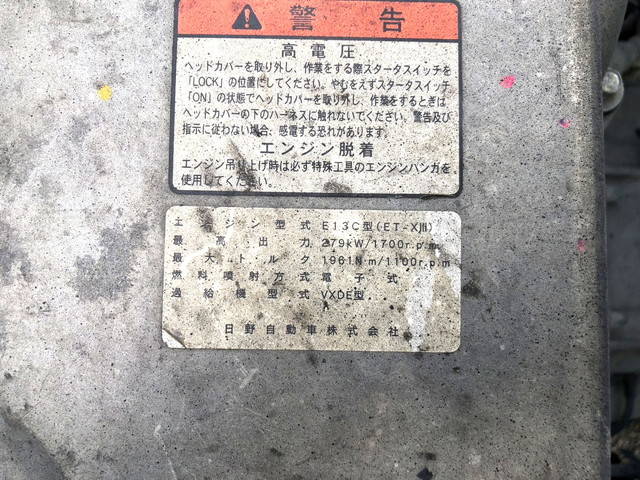 警告
高電圧
ヘッドカバーを取り外し、作業をする際スタータスイッチを
「LOCK」の位置にしてください。やむをえずスタータスイッチ
「ON」の状態でヘッドカバーを取り外し、作業をするときは、
ヘッドカバーの下のハーネスに触れないでください。警告及び
指示に従わない場合、感電する恐れがあります。
エンジン脱着
エンジン吊り上げ時は必ず特殊工具のエンジンハンガを
使用してください。
エンジン型式 E13C型(ET-XIII)
最高出力 279kW/1700r.p.m
最大トルク 1961N·m/1100r.p.m
燃料噴射方式 電子式
過給機型式 VXDE型
日野自動車株式会社